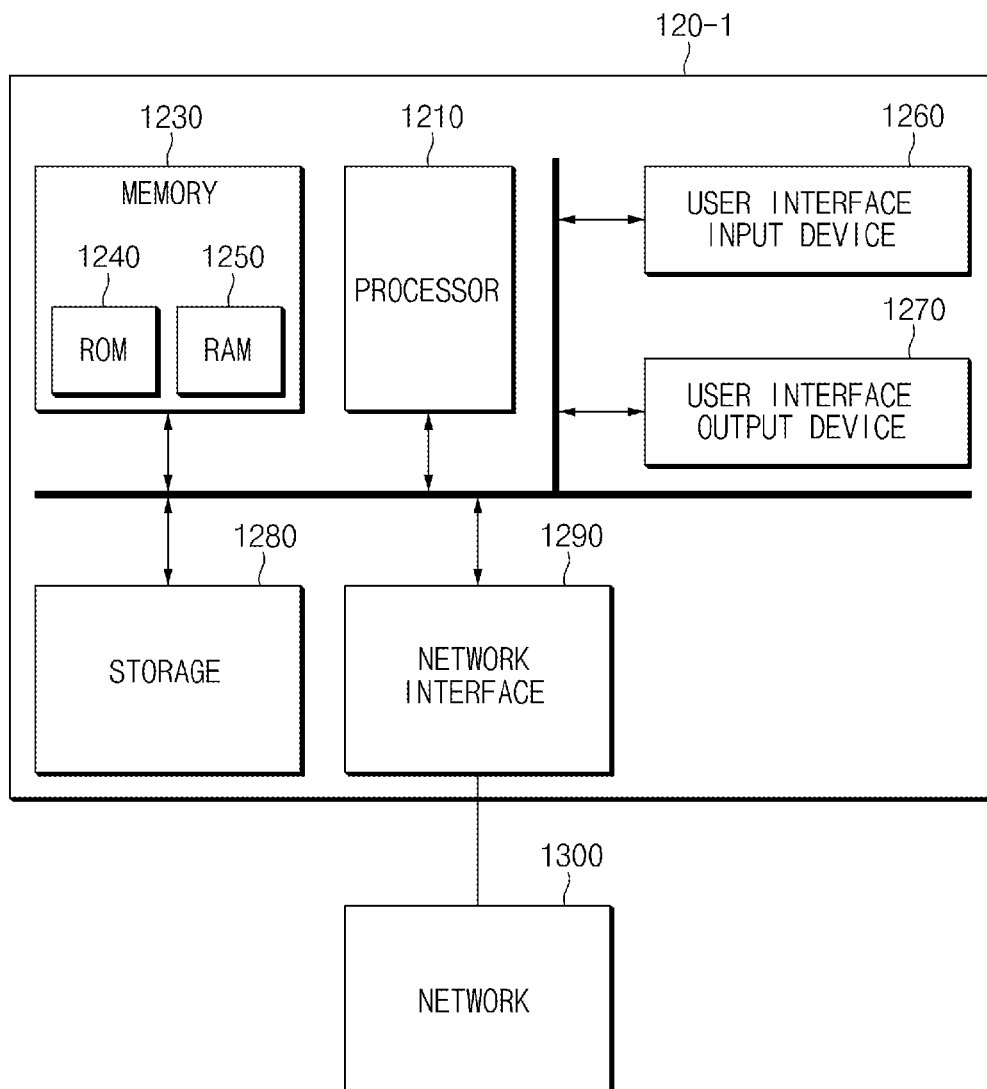 120-1
1230
1210
1260
MEMORY
USER INTERFACE
INPUT DEVICE
1240
1250
PROCESSOR
ROM
RAM
1270
USER INTERFACE
OUTPUT DEVICE
1280
1290
STORAGE
NETWORK
INTERFACE
1300
NETWORK